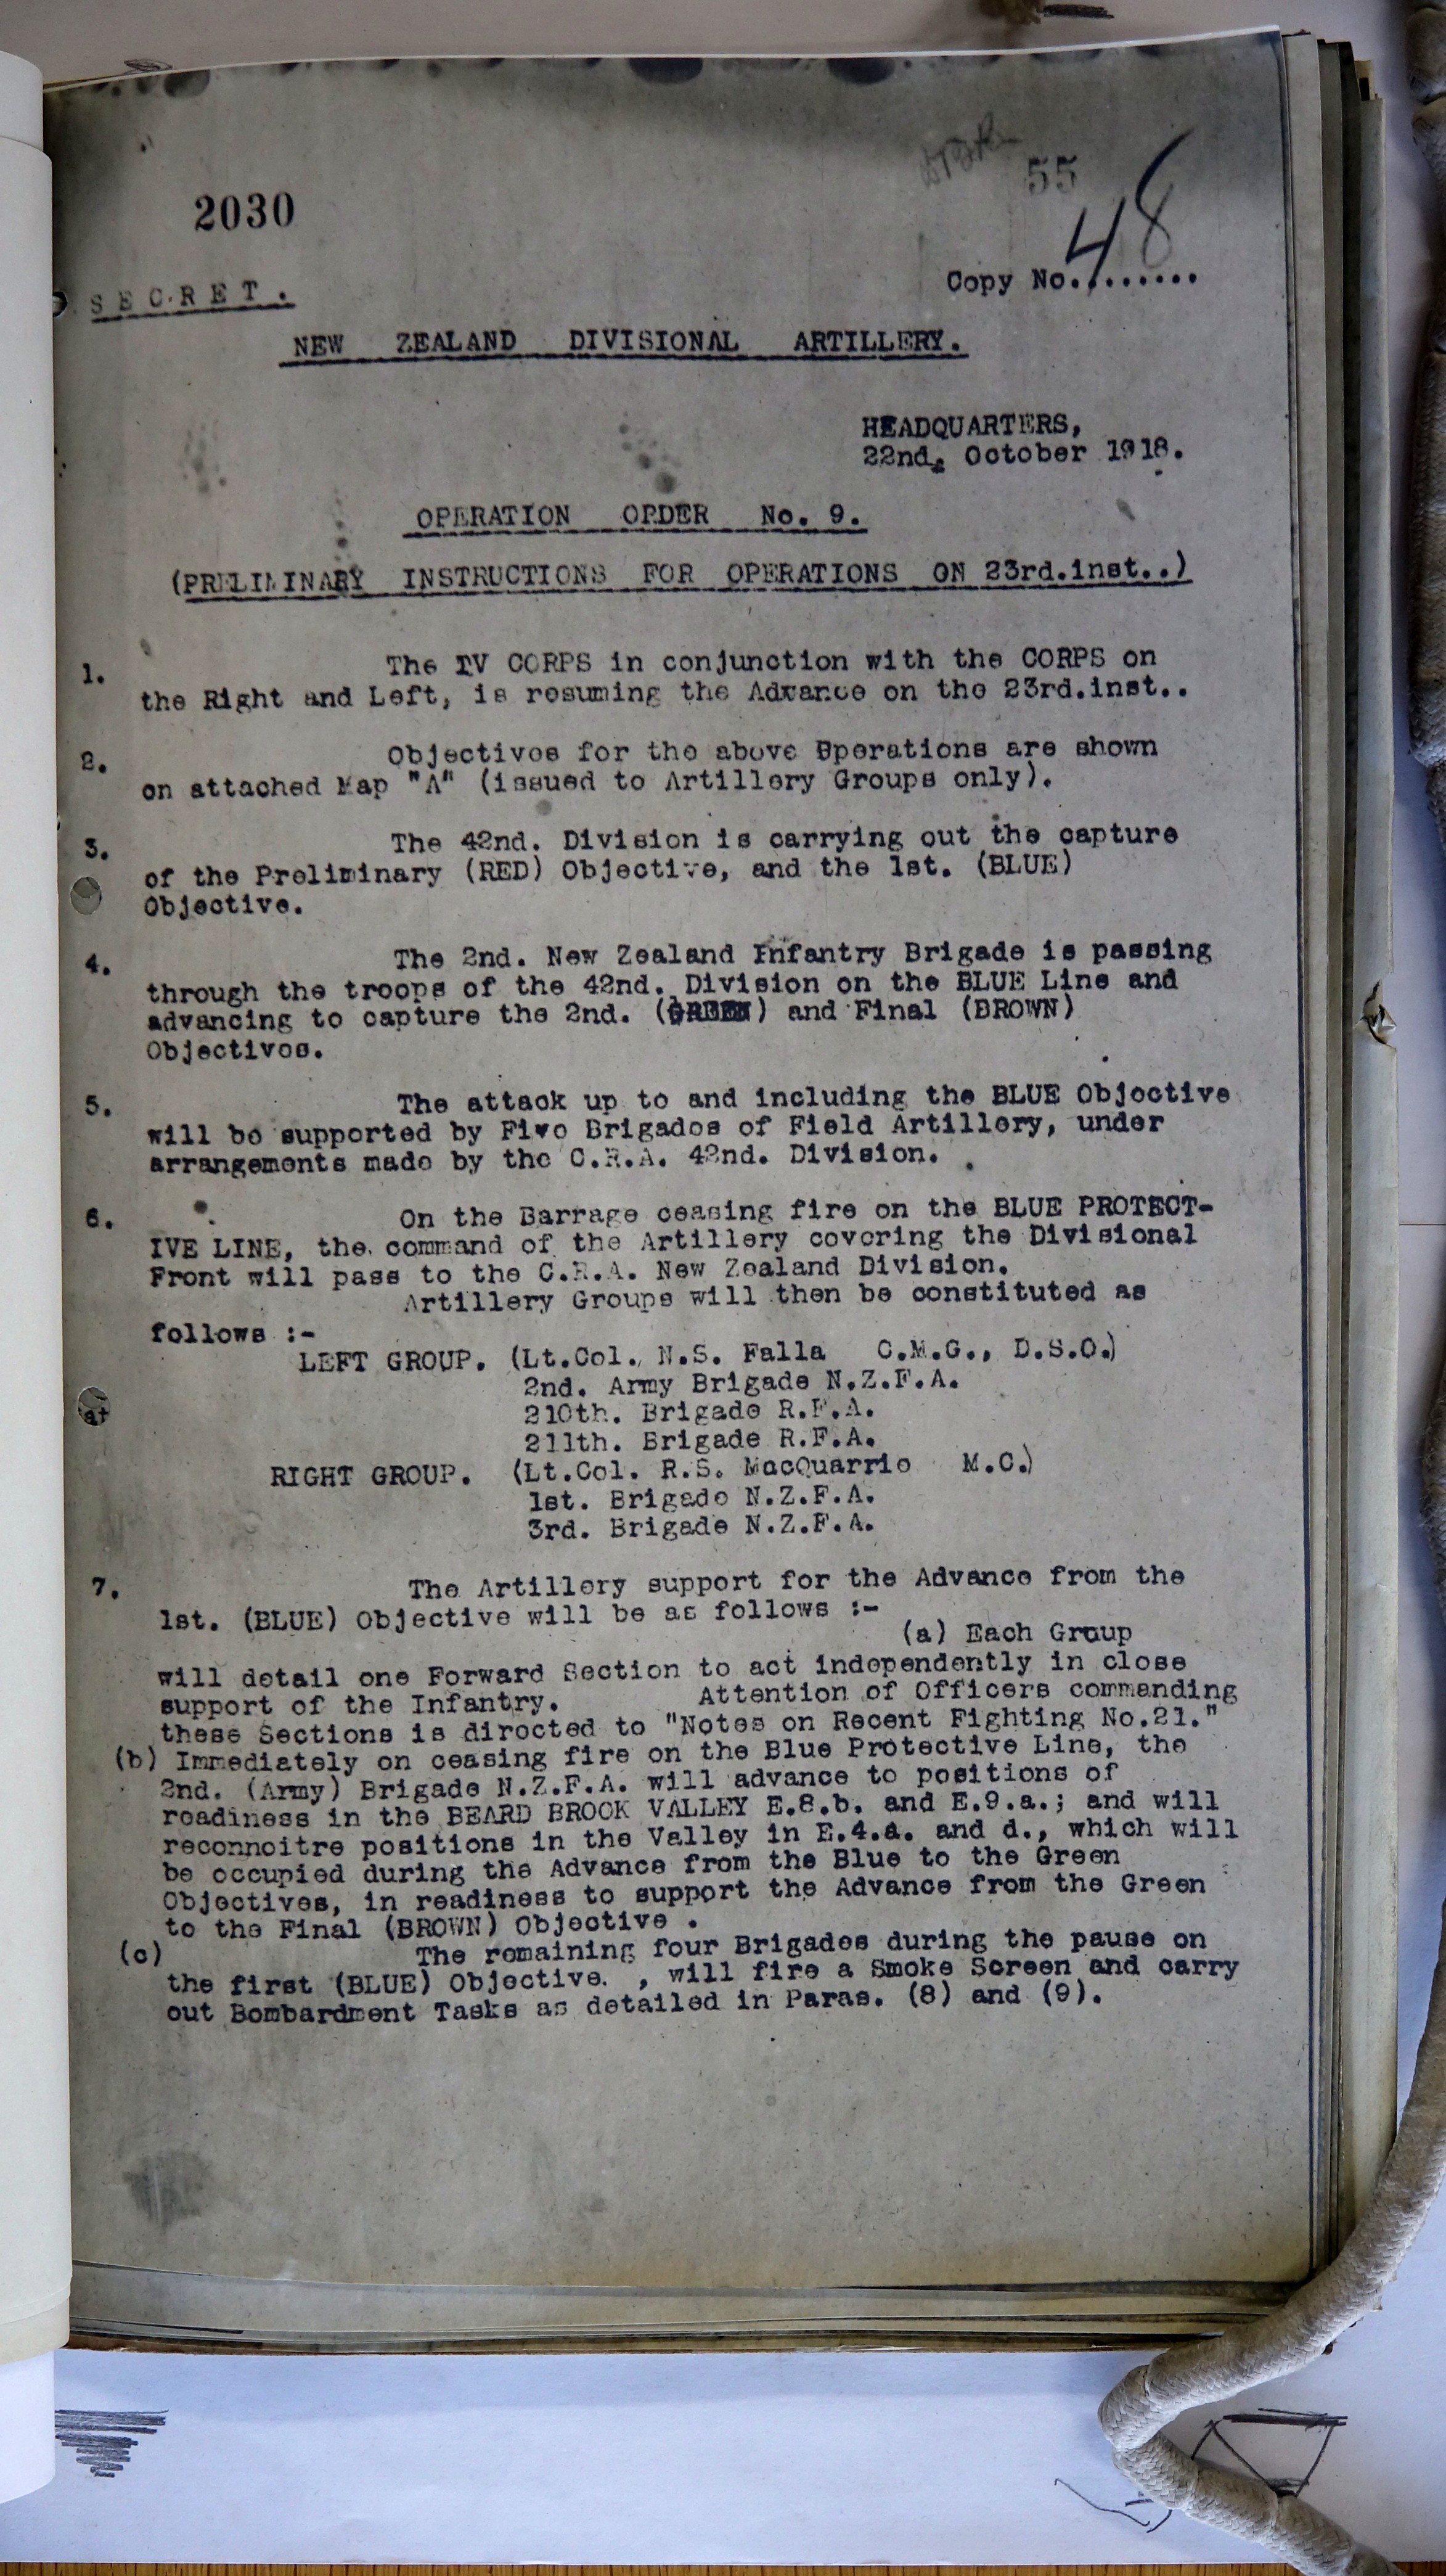 55
2030
48
Copy No.........
SECRET.
NEW ZEALAND DIVISIONAL ARTILLERY.
HEADQUARTERS,
22nd. October 1918.
OPERATION ORDER No. 9.
(PRELIMINARY INSTRUCTIONS FOR OPERATIONS ON 23rd.inst..)
1. The IV CORPS in conjunction with the CORPS on
the Right and Left, is resuming the Advance on the 23rd.inst..
2. Objectives for the above Operations are shown
on attached Map "A" (issued to Artillery Groups only).
3. The 42nd. Division is carrying out the capture
of the Preliminary (RED) Objective, and the 1st. (BLUE)
Objective.
4. The 2nd. New Zealand Infantry Brigade is passing
through the troops of the 42nd. Division on the BLUE Line and
advancing to capture the 2nd. (GREEN) and Final (BROWN)
Objectives.
5. The attack up to and including the BLUE Objective
will be supported by Five Brigades of Field Artillery, under
arrangements made by the C.R.A. 42nd. Division.
6. On the Barrage ceasing fire on the BLUE PROTECT-
IVE LINE, the command of the Artillery covering the Divisional
Front will pass to the C.R.A. New Zealand Division.
Artillery Groups will then be constituted as
follows :-
LEFT GROUP. (Lt.Col. N.S. Falla C.M.G., D.S.O.)
2nd. Army Brigade N.Z.F.A.
210th. Brigade R.F.A.
211th. Brigade R.F.A.
RIGHT GROUP. (Lt.Col. R.S. MacQuarrie M.C.)
1st. Brigade N.Z.F.A.
3rd. Brigade N.Z.F.A.
7. The Artillery support for the Advance from the
1st. (BLUE) Objective will be as follows :-
(a) Each Group
will detail one Forward Section to act independently in close
support of the Infantry. Attention of Officers commanding
these Sections is directed to "Notes on Recent Fighting No.21."
(b) Immediately on ceasing fire on the Blue Protective Line, the
2nd. (Army) Brigade N.Z.F.A. will advance to positions of
readiness in the BEARD BROOK VALLEY E.8.b. and E.9.a.; and will
reconnoitre positions in the Valley in E.4.a. and d., which will
be occupied during the Advance from the Blue to the Green
Objectives, in readiness to support the Advance from the Green
to the Final (BROWN) Objective .
(c) The remaining four Brigades during the pause on
the first (BLUE) Objective. , will fire a Smoke Screen and carry
out Bombardment Tasks as detailed in Paras. (8) and (9).